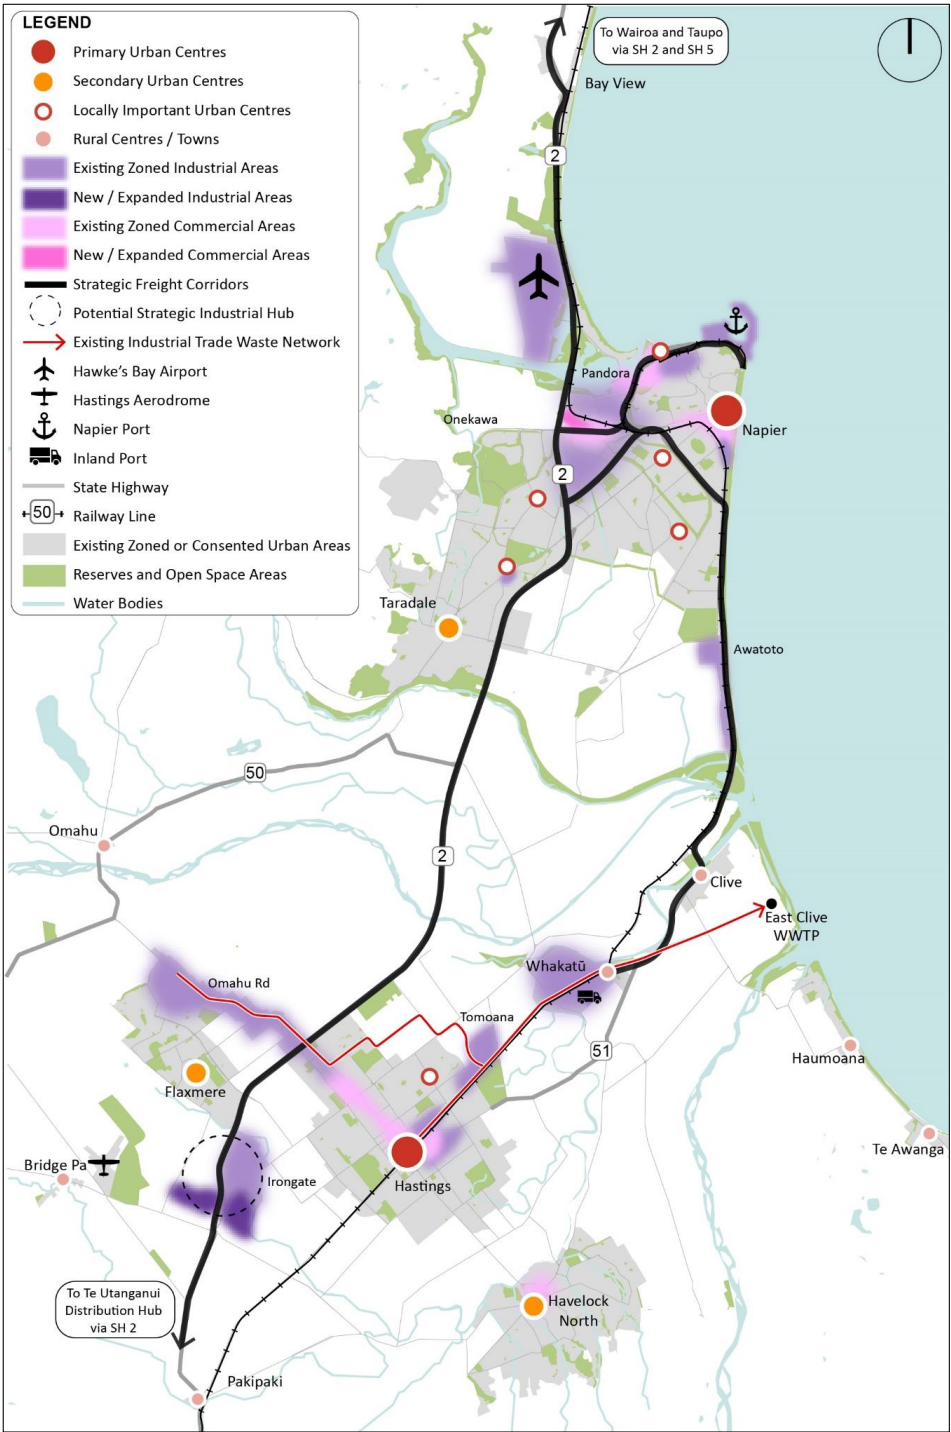 LEGEND
Primary Urban Centres
Secondary Urban Centres
Locally Important Urban Centres
Rural Centres / Towns
Existing Zoned Industrial Areas
New / Expanded Industrial Areas
Existing Zoned Commercial Areas
New / Expanded Commercial Areas
Strategic Freight Corridors
Potential Strategic Industrial Hub
Existing Industrial Trade Waste Network
Hawke's Bay Airport
Hastings Aerodrome
Napier Port
Inland Port
State Highway
50
Railway Line
Existing Zoned or Consented Urban Areas
Reserves and Open Space Areas
Water Bodies
To Wairoa and Taupo
via SH 2 and SH 5
Bay View
2
Pandora
Onekawa
Napier
2
Taradale
Awatoto
50
Omahu
2
Clive
East Clive
WWTP
Whakatū
Omahu Rd
Tomoana
51
Haumoana
Flaxmere
Te Awanga
Bridge Pa
Irongate
Hastings
To Te Utanganui
Distribution Hub
via SH 2
Havelock
North
Pakipaki